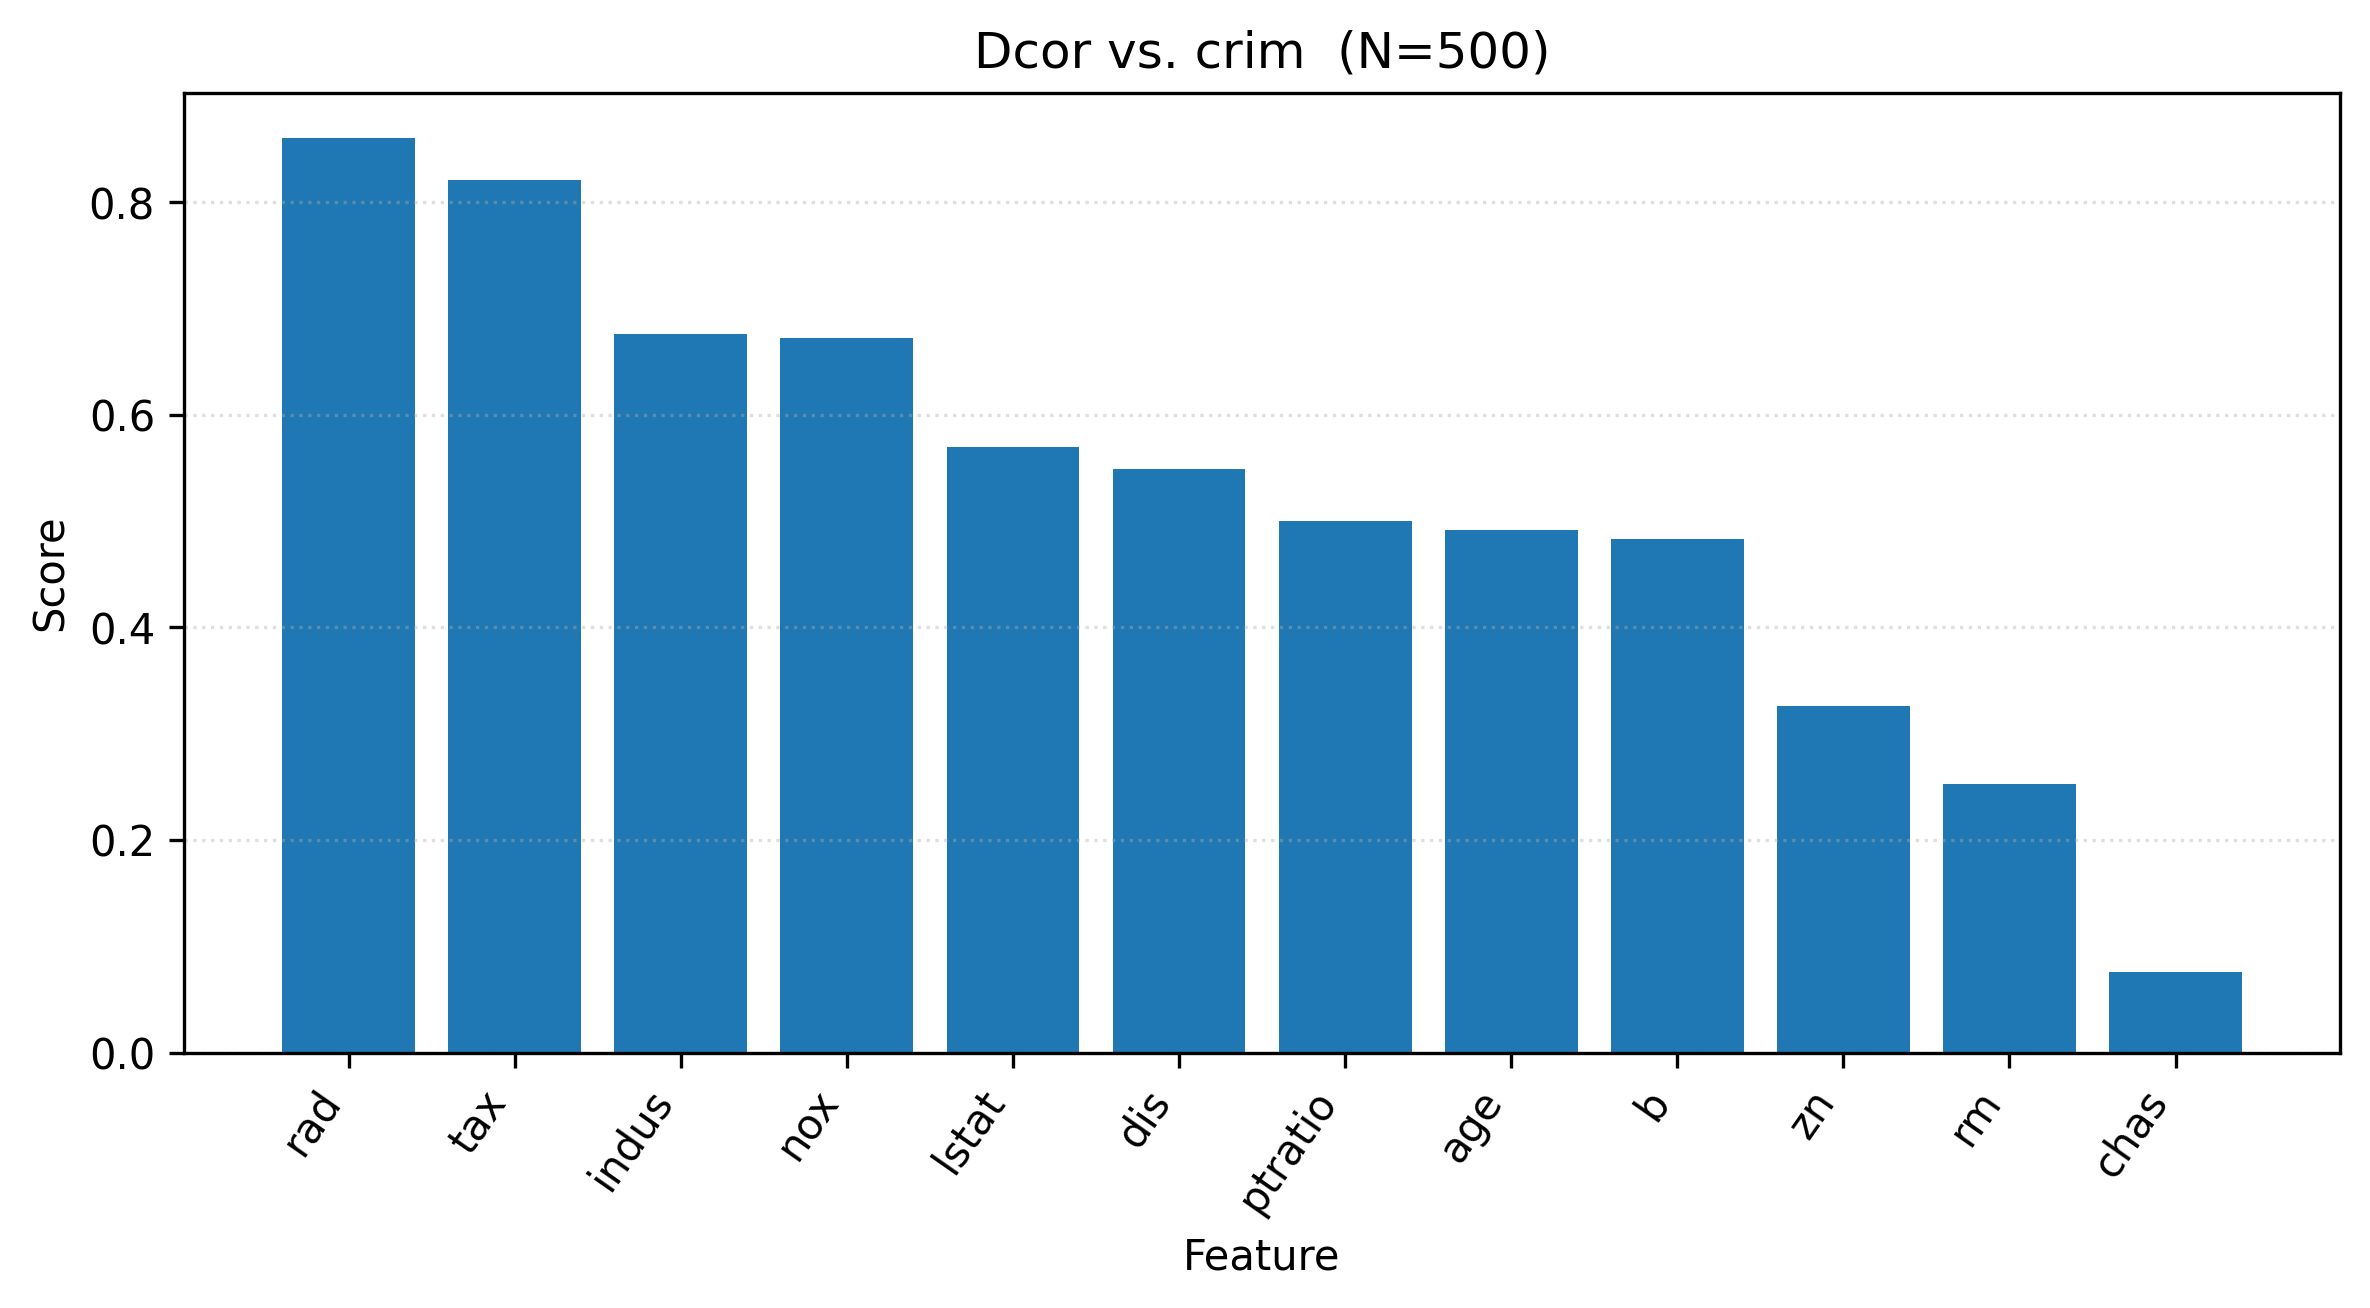 Dcor vs. crim  (N=500)
Score
0.8
0.6
0.4
0.2
0.0
rad
tax
indus
nox
lstat
dis
ptratio
age
b
zn
rm
chas
Feature